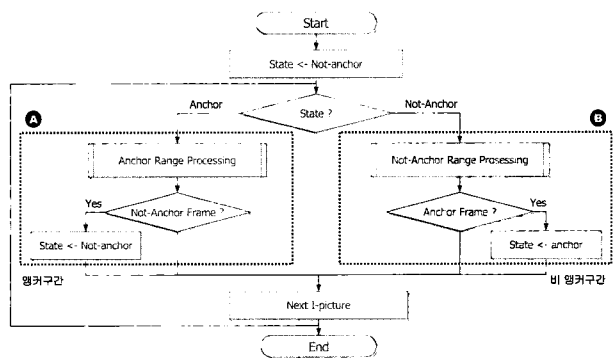 Start
State <- Not-anchor
Anchor
Not-Anchor
State ?
A
B
Anchor Range Processing
Not-Anchor Range Prosessing
Yes
Not-Anchor Frame ?
Anchor Frame ?
Yes
State <- Not-anchor
State <- anchor
앵커구간
비 앵커구간
Next I-picture
End